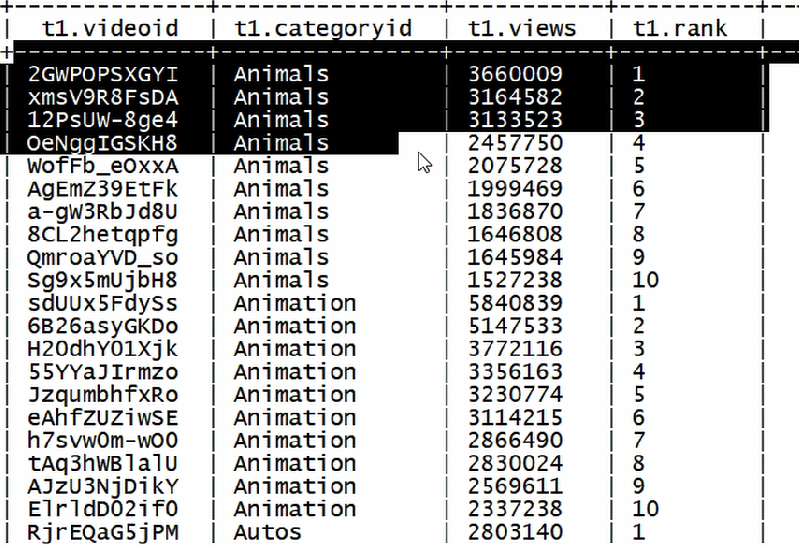 t1.videoid | t1.categoryid | t1.views | t1.rank |
2GWPOPSXGYI | Animals | 3660009 | 1 |
xmsV9R8FsDA | Animals | 3164582 | 2 |
12PsUW-8ge4 | Animals | 3133523 | 3 |
OeNggIGSKH8 | Animals | 2457750 | 4 |
WofFb_eOxxA | Animals | 2075728 | 5 |
AgEmZ39EtFk | Animals | 1999469 | 6 |
a-gW3RbJd8U | Animals | 1836870 | 7 |
8CL2hetqpfg | Animals | 1646808 | 8 |
QmroaYVD_so | Animals | 1645984 | 9 |
Sg9x5mUjbH8 | Animals | 1527238 | 10 |
sdUUx5FdySs | Animation | 5840839 | 1 |
6B26asyGKDo | Animation | 5147533 | 2 |
H20dhY01Xjk | Animation | 3772116 | 3 |
55YYaJIrmzo | Animation | 3356163 | 4 |
JzqumbhfxRo | Animation | 3230774 | 5 |
eAhfZUZiwSE | Animation | 3114215 | 6 |
h7svw0m-wO0 | Animation | 2866490 | 7 |
tAq3hWBlalU | Animation | 2830024 | 8 |
AJzU3NjDikY | Animation | 2569611 | 9 |
ElrldDO2if0 | Animation | 2337238 | 10 |
RjrEQaG5jPM | Autos | 2803140 | 1 |